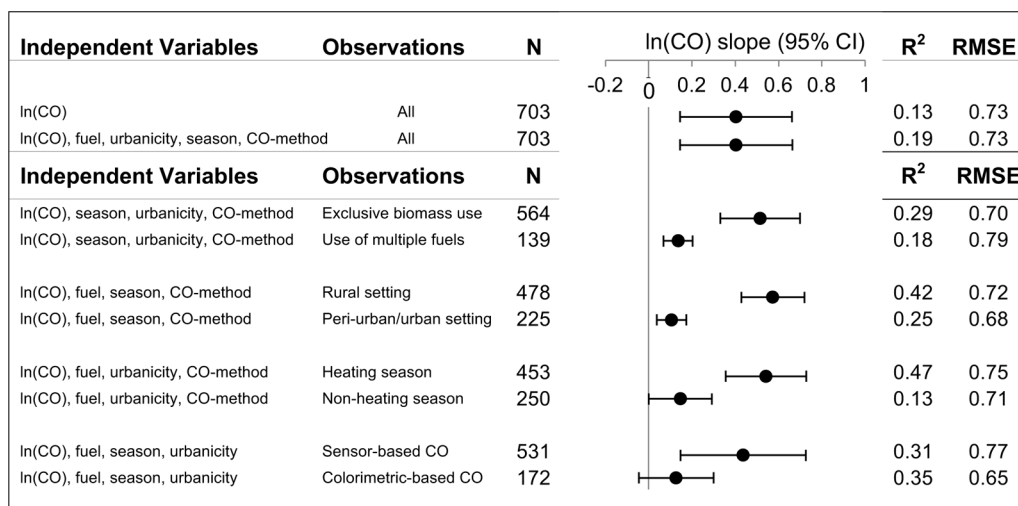 Independent Variables Observations N ln(CO) slope (95% CI) R² RMSE
-0.2 0 0.2 0.4 0.6 0.8 1
ln(CO) All 703 0.13 0.73
ln(CO), fuel, urbanicity, season, CO-method All 703 0.19 0.73
Independent Variables Observations N R² RMSE
ln(CO), season, urbanicity, CO-method Exclusive biomass use 564 0.29 0.70
ln(CO), season, urbanicity, CO-method Use of multiple fuels 139 0.18 0.79
ln(CO), fuel, season, CO-method Rural setting 478 0.42 0.72
ln(CO), fuel, season, CO-method Peri-urban/urban setting 225 0.25 0.68
ln(CO), fuel, urbanicity, CO-method Heating season 453 0.47 0.75
ln(CO), fuel, urbanicity, CO-method Non-heating season 250 0.13 0.71
ln(CO), fuel, season, urbanicity Sensor-based CO 531 0.31 0.77
ln(CO), fuel, season, urbanicity Colorimetric-based CO 172 0.35 0.65